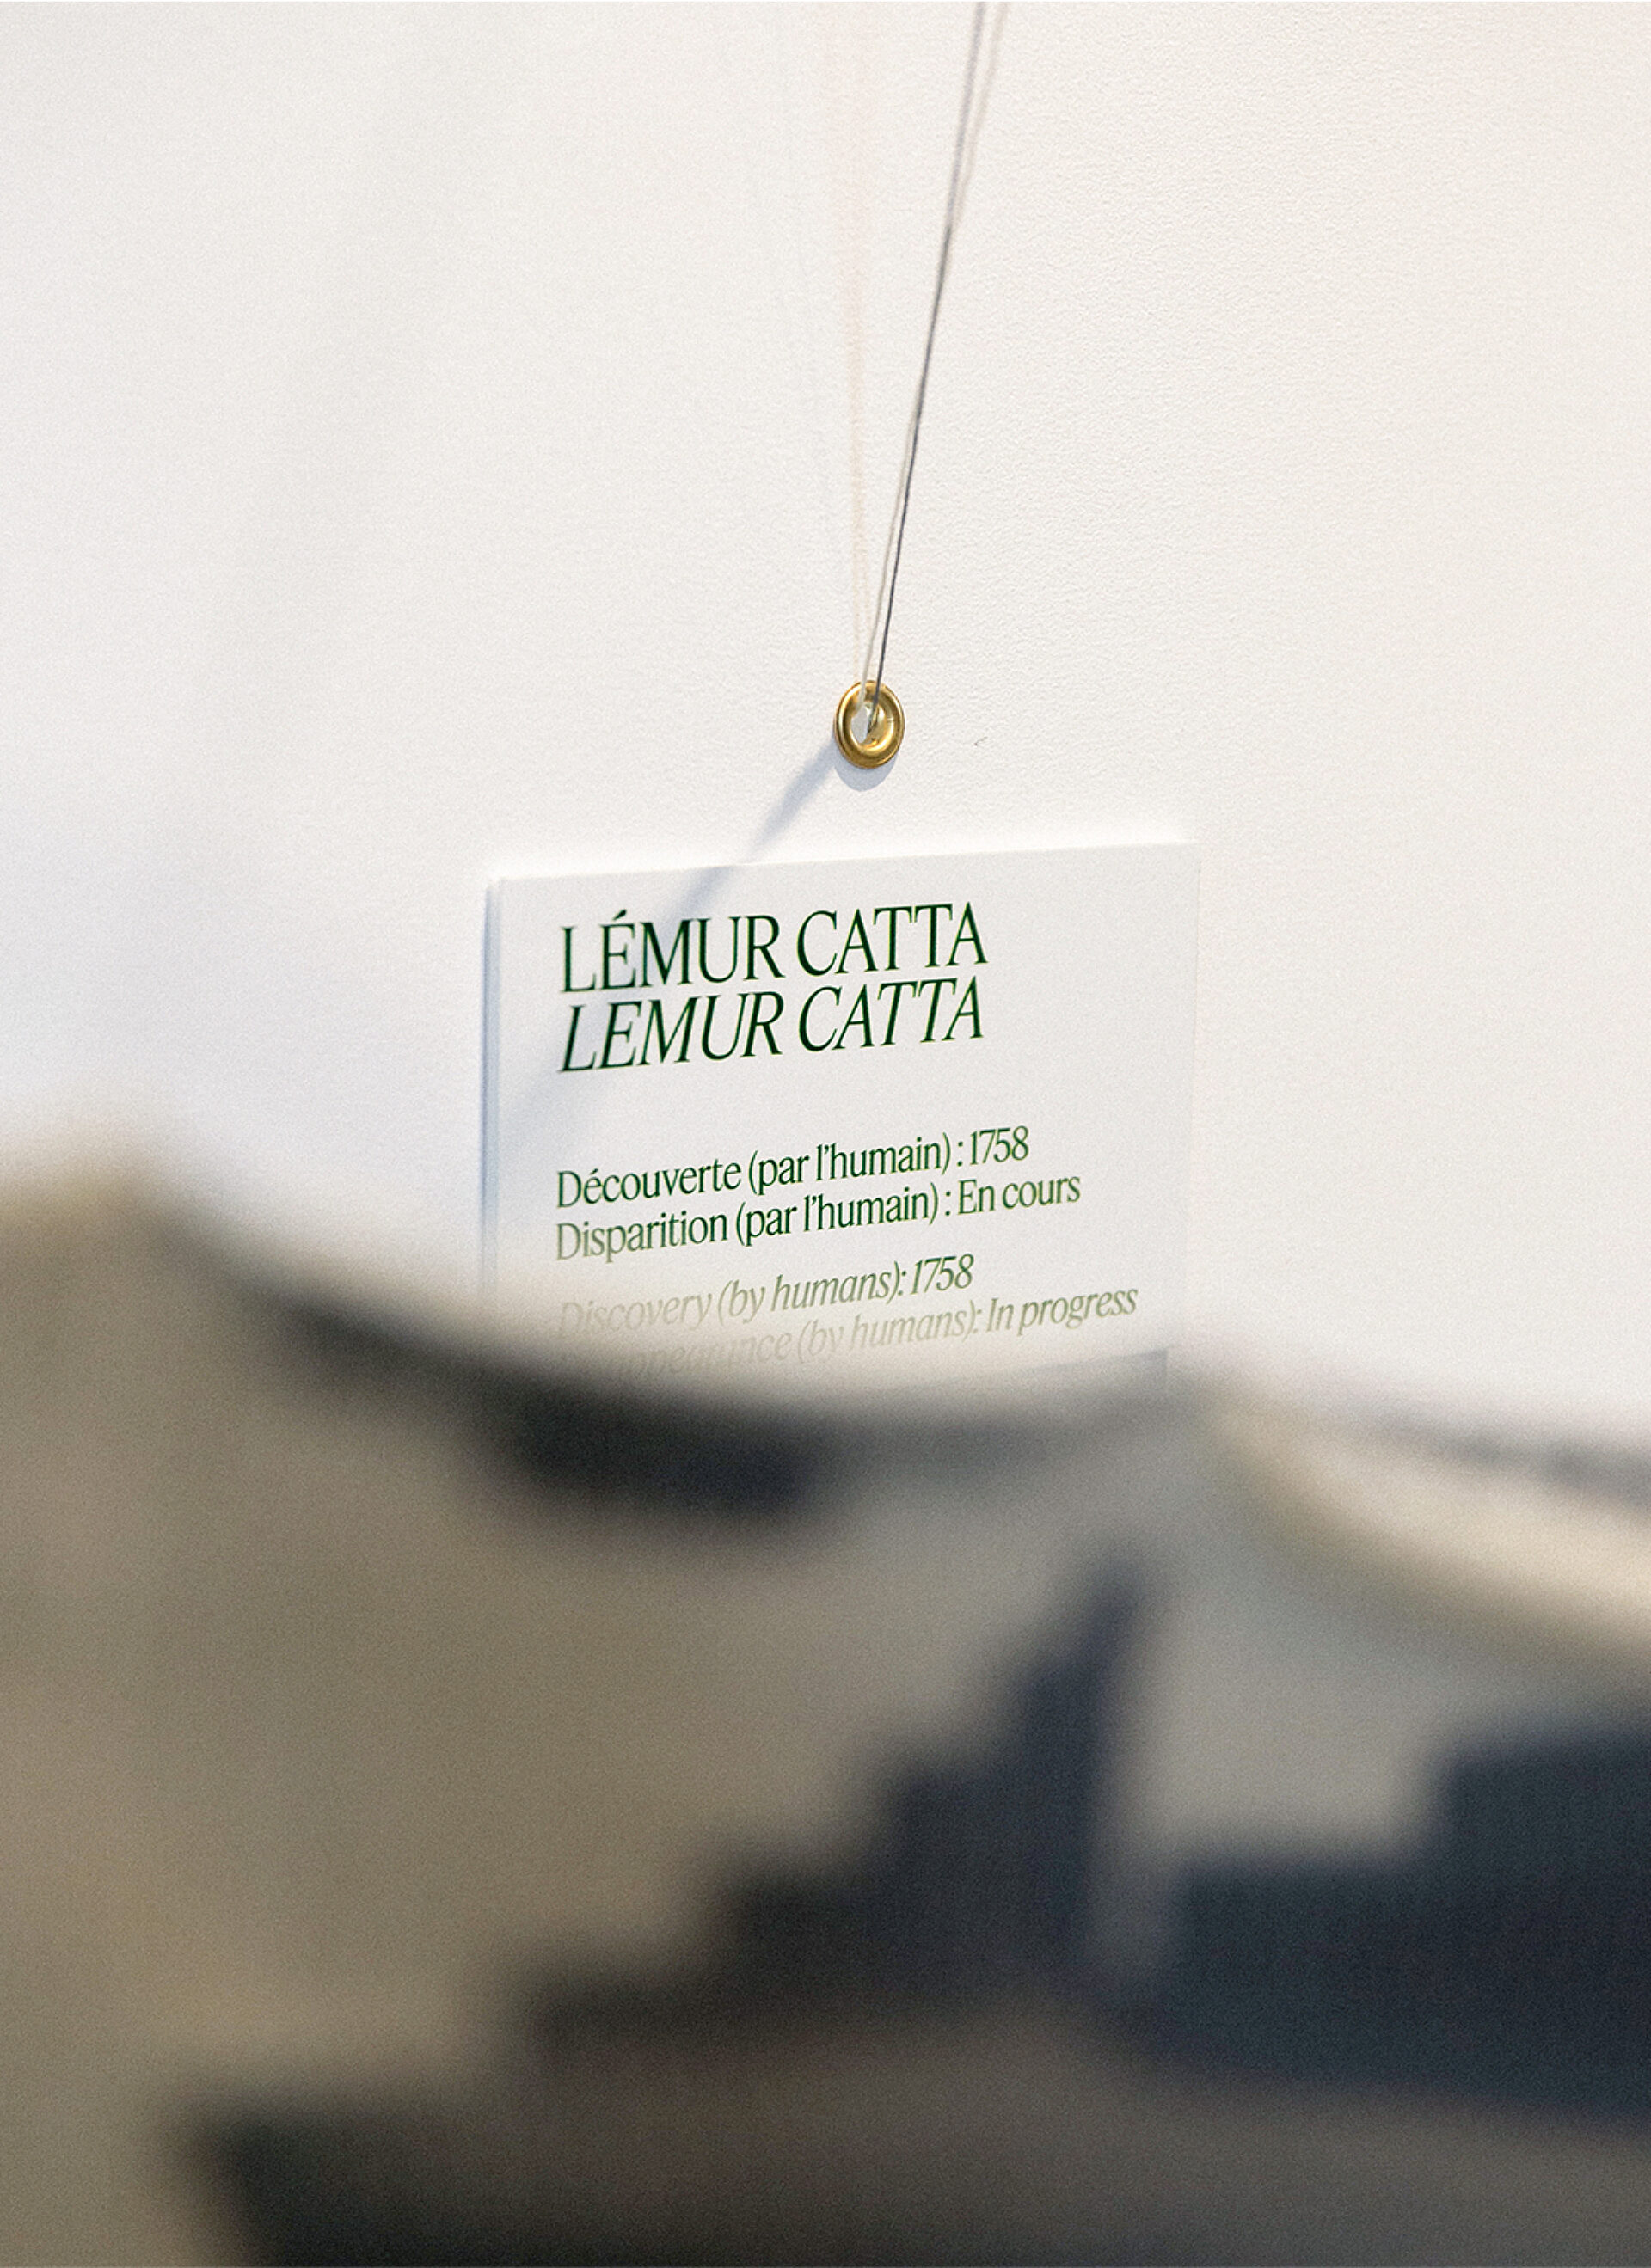 LÉMUR CATTA
LEMUR CATTA
Découverte (par l’humain) : 1758
Disparition (par l’humain) : En cours
Discovery (by humans): 1758
(by humans): In progress